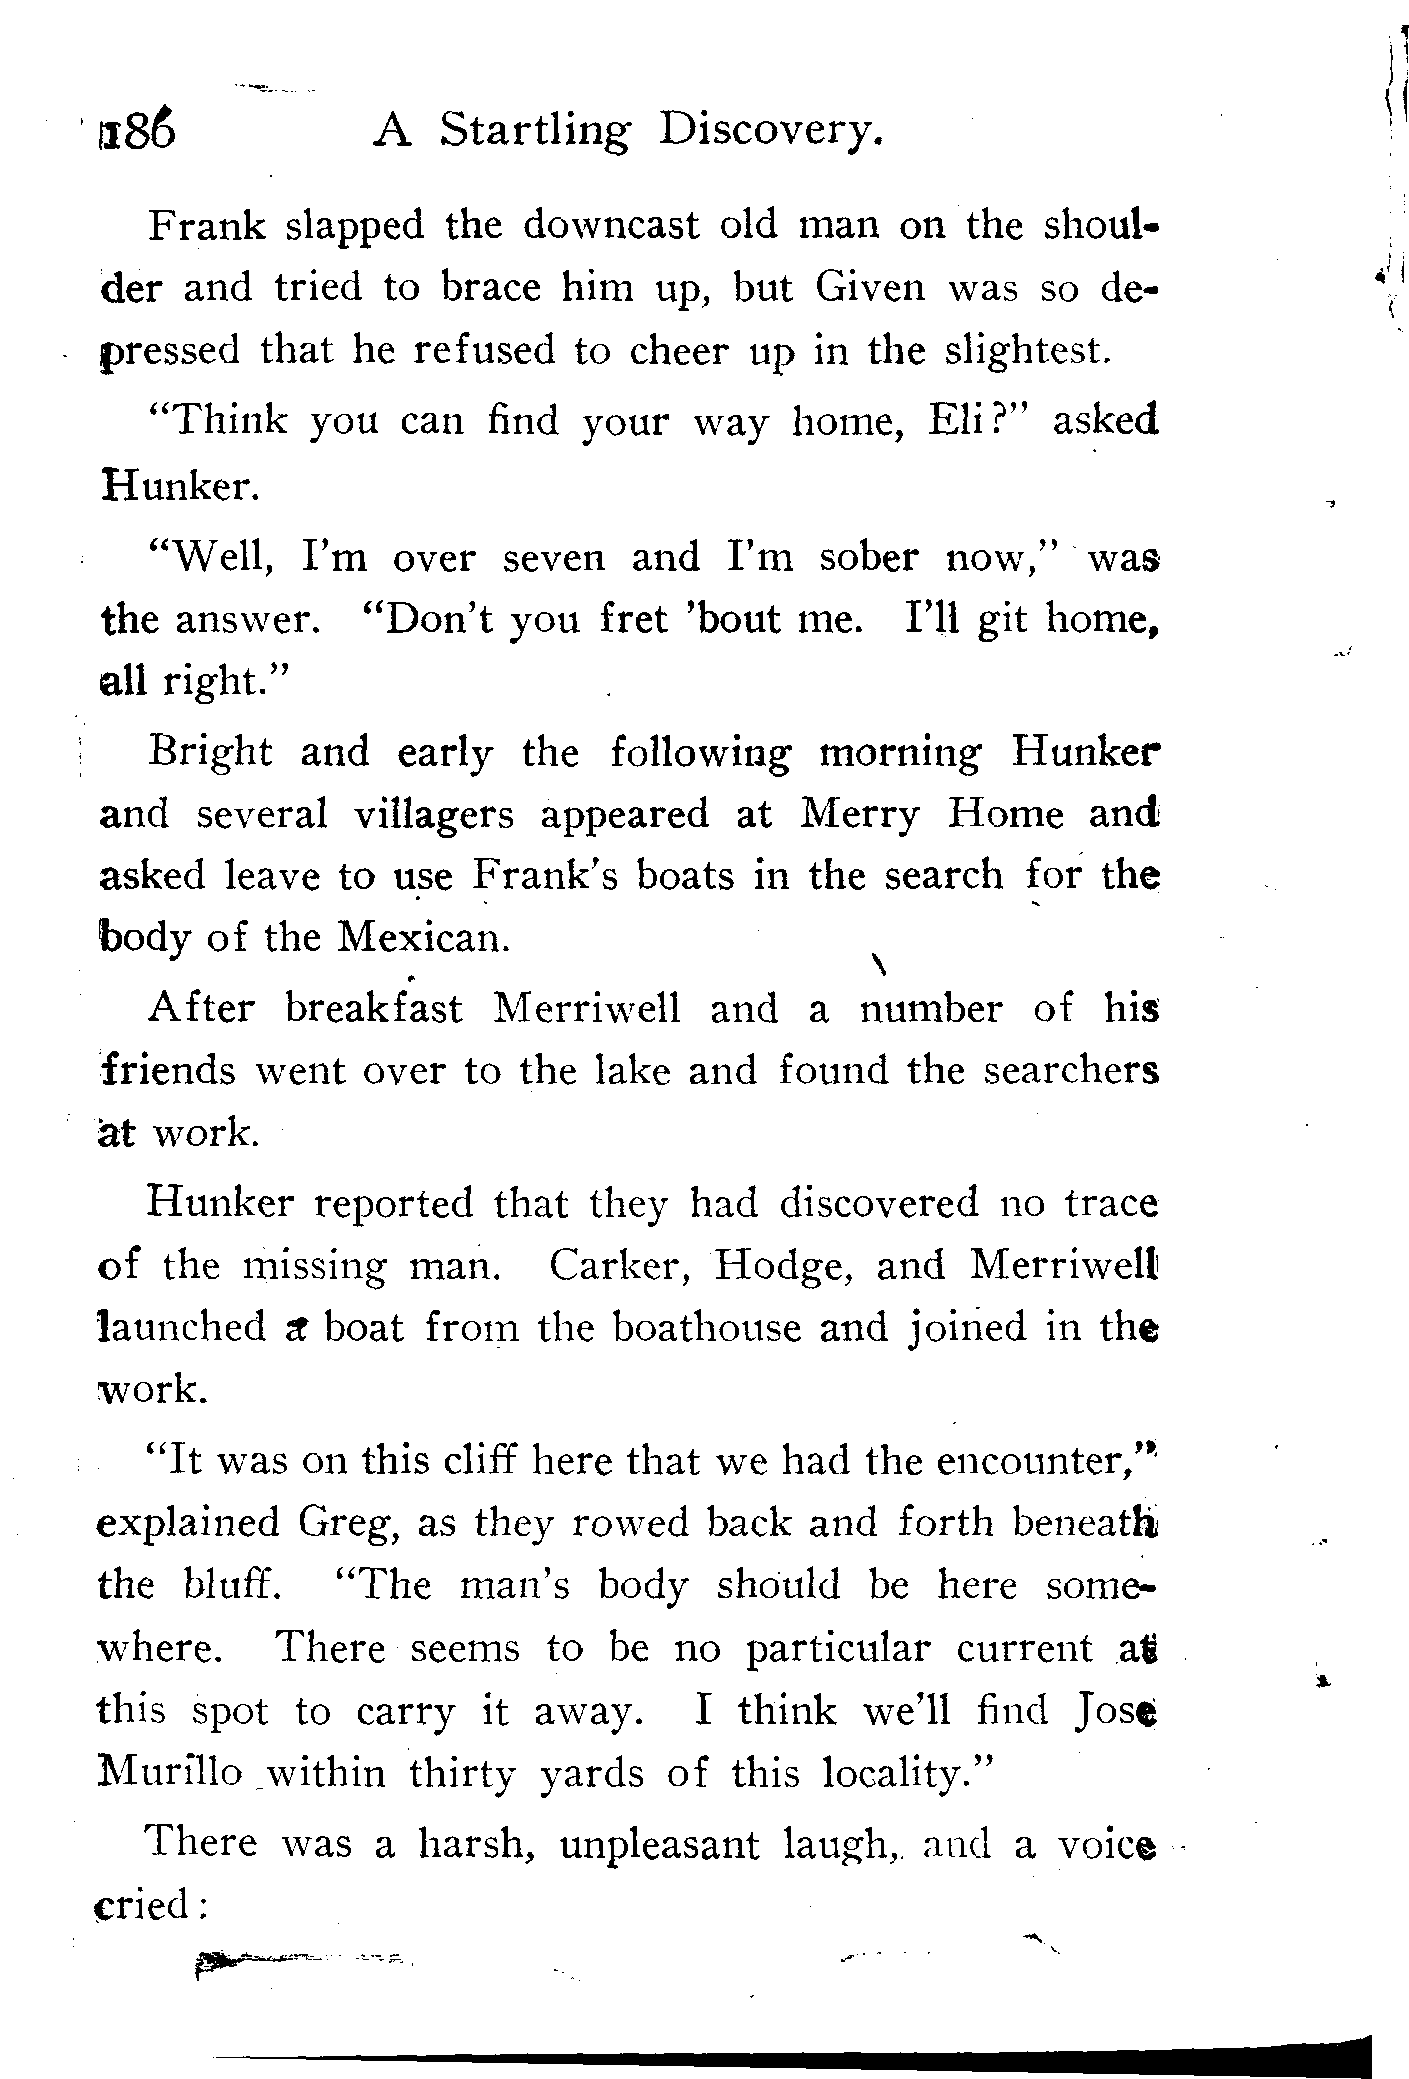 186 A Startling Discovery.
Frank slapped the downcast old man on the shoul-
der and tried to brace him up, but Given was so de-
pressed that he refused to cheer up in the slightest.
“Think you can find your way home, Eli?” asked
Hunker.
“Well, I’m over seven and I’m sober now,” was
the answer. “Don’t you fret ’bout me. I’ll git home,
all right.”
Bright and early the following morning Hunker
and several villagers appeared at Merry Home and
asked leave to use Frank’s boats in the search for the
body of the Mexican.
After breakfast Merriwell and a number of his
friends went over to the lake and found the searchers
at work.
Hunker reported that they had discovered no trace
of the missing man. Carker, Hodge, and Merriwell
launched a boat from the boathouse and joined in the
work.
“It was on this cliff here that we had the encounter,”
explained Greg, as they rowed back and forth beneath
the bluff. “The man’s body should be here some-
where. There seems to be no particular current at
this spot to carry it away. I think we’ll find Jose
Murillo within thirty yards of this locality.”
There was a harsh, unpleasant laugh, and a voice
cried: